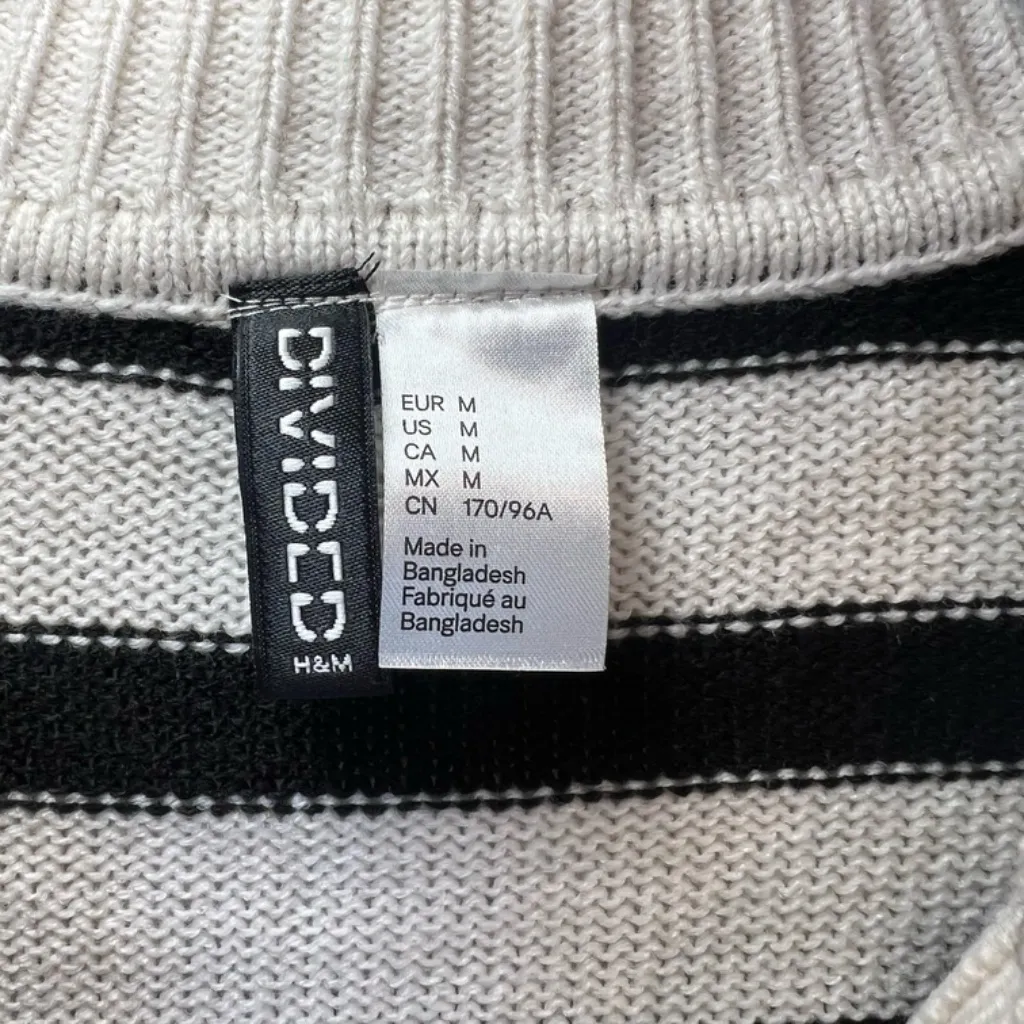 DIVIDED
H&M
EUR M
US M
CA M
MX M
CN 170/96A
Made in
Bangladesh
Fabriqué au
Bangladesh